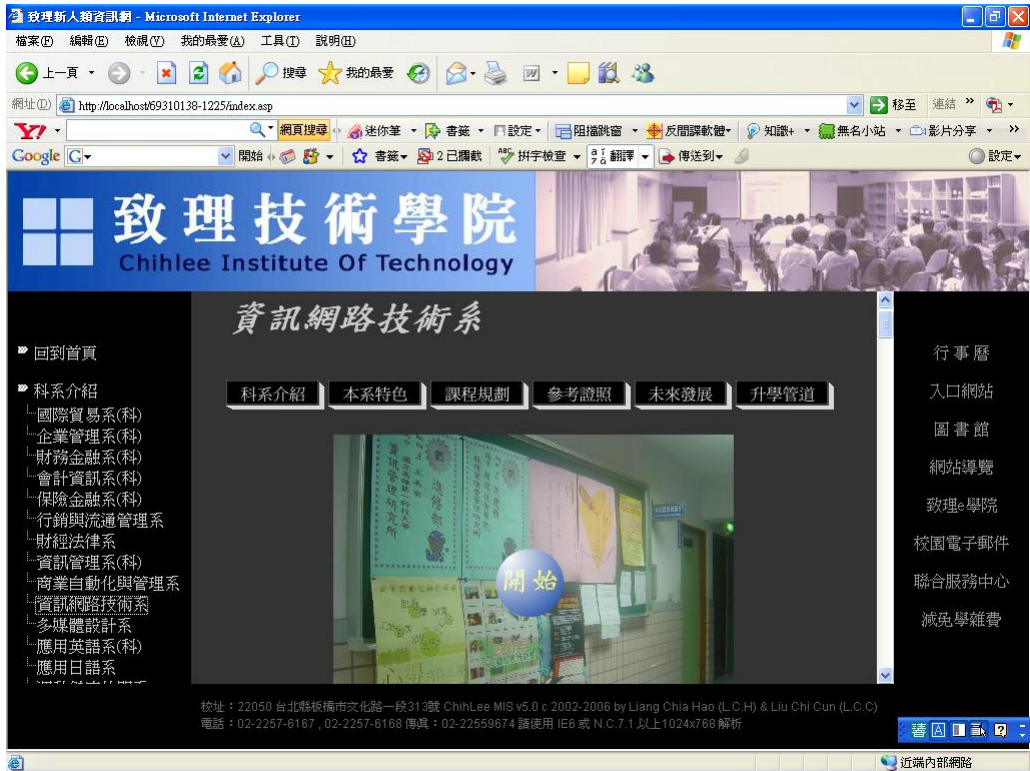 致理新人類資訊網 - Microsoft Internet Explorer
檔案(F) 編輯(E) 檢視(V) 我的最愛(A) 工具(T) 說明(H)
上一頁 搜尋 我的最愛
網址(D) http://localhost/69310138-1225/index.asp 移至 連結 »
Y7 網頁搜尋 迷你筆 書籤 設定 阻擋跳窗 反間諜軟體 知識+ 無名小站 影片分享 »
Google G 開始 書籤 2 已攔截 拼字檢查 翻譯 傳送到 設定
致理技術學院
Chihlee Institute Of Technology
資訊網路技術系
回到首頁
科系介紹
國際貿易系(科)
企業管理系(科)
財務金融系(科)
會計資訊系(科)
保險金融系(科)
行銷與流通管理系
財經法律系
資訊管理系(科)
商業自動化與管理系
資訊網路技術系
多媒體設計系
應用英語系(科)
應用日語系
科系介紹 本系特色 課程規劃 參考證照 未來發展 升學管道
資訊管理研究所
進修部
開始
行事曆
入口網站
圖書館
網站導覽
致理e學院
校園電子郵件
聯合服務中心
減免學雜費
校址：22050 台北縣板橋市文化路一段313號 ChihLee MIS v5.0 c 2002-2006 by Liang Chia Hao (L.C.H) & Liu Chi Cun (L.C.C)
電話：02-2257-6167 , 02-2257-6168 傳真：02-22559674 請使用 IE6 或 N.C.7.1 以上1024x768 解析
近端內部網路